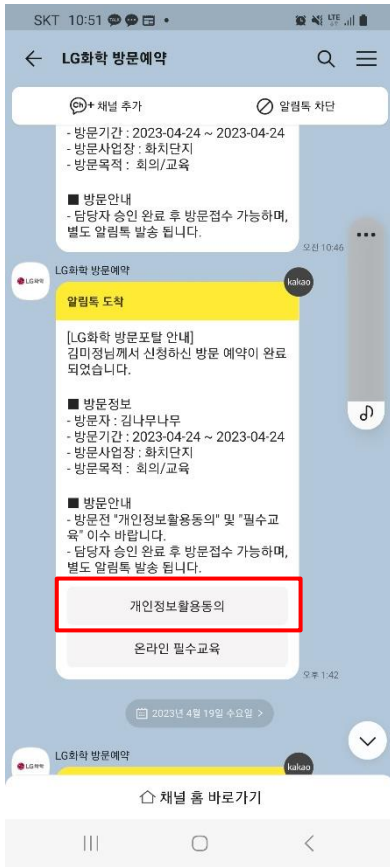 SKT 10:51
LG화학 방문예약
Ch+ 채널 추가
알림톡 차단
- 방문기간 : 2023-04-24 ~ 2023-04-24
- 방문사업장 : 화치단지
- 방문목적 : 회의/교육
■ 방문안내
- 담당자 승인 완료 후 방문접수 가능하며,
별도 알림톡 발송 됩니다.
오전 10:46
LG화학
LG화학 방문예약
kakao
알림톡 도착
[LG화학 방문포탈 안내]
김미정님께서 신청하신 방문 예약이 완료
되었습니다.
■ 방문정보
- 방문자 : 김나무나무
- 방문기간 : 2023-04-24 ~ 2023-04-24
- 방문사업장 : 화치단지
- 방문목적 : 회의/교육
■ 방문안내
- 방문전 "개인정보활용동의" 및 "필수교
육" 이수 바랍니다.
- 담당자 승인 완료 후 방문접수 가능하며,
별도 알림톡 발송 됩니다.
개인정보활용동의
온라인 필수교육
오후 1:42
2023년 4월 19일 수요일 >
LG화학
LG화학 방문예약
kakao
채널 홈 바로가기